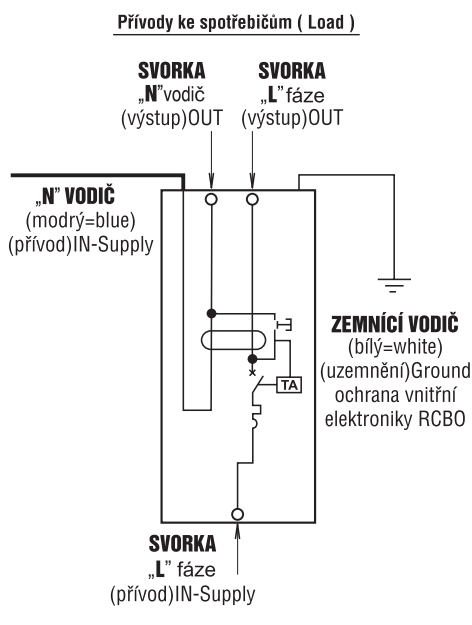 Přívody ke spotřebičům ( Load )
SVORKA
„N”vodič
(výstup)OUT
SVORKA
„L” fáze
(výstup)OUT
„N” VODIČ
(modrý=blue)
(přívod)IN-Supply
ZEMNÍCÍ VODIČ
(bílý=white)
(uzemnění)Ground
ochrana vnitřní
elektroniky RCBO
TA
SVORKA
„L” fáze
(přívod)IN-Supply